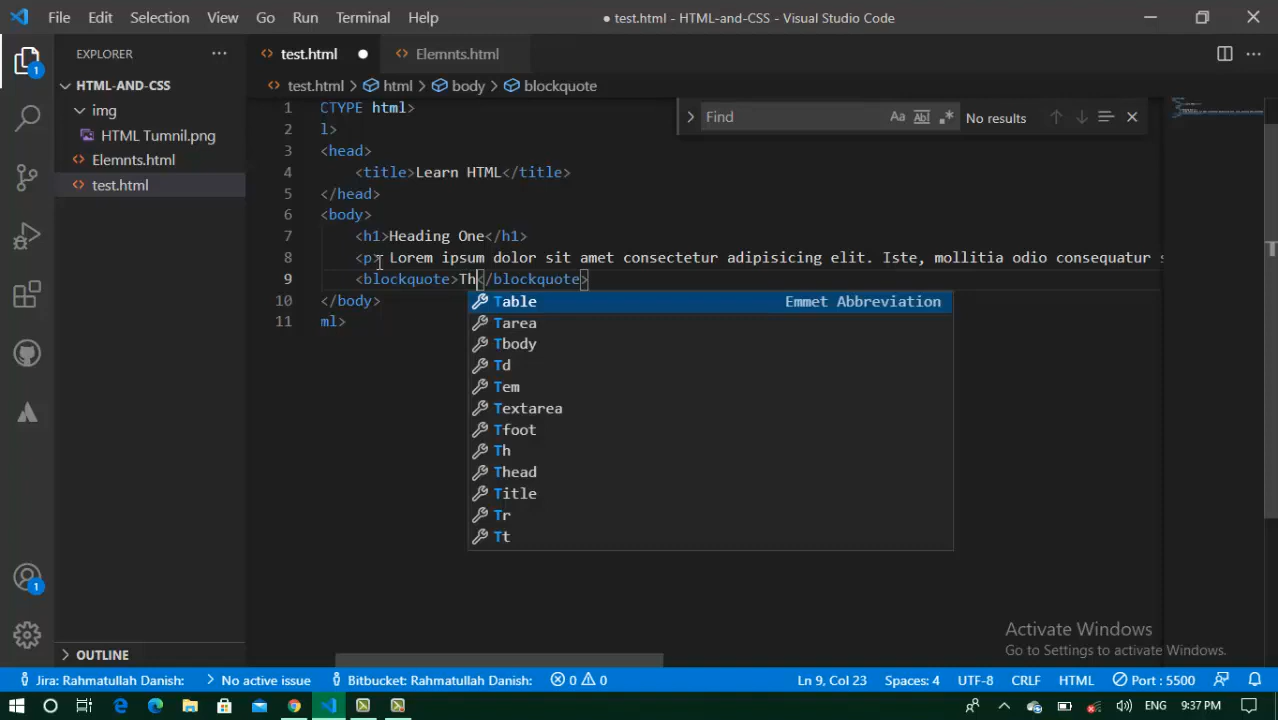 File Edit Selection View Go Run Terminal Help
● test.html - HTML-and-CSS - Visual Studio Code
EXPLORER
HTML-AND-CSS
img
HTML Tumnil.png
Elemnts.html
test.html
OUTLINE
test.html ● Elemnts.html
test.html > html > body > blockquote
Find Aa Abl No results
1 CTYPE html>
2 l>
3 <head>
4 <title>Learn HTML</title>
5 </head>
6 <body>
7 <h1>Heading One</h1>
8 <p> Lorem ipsum dolor sit amet consectetur adipisicing elit. Iste, mollitia odio consequatur s
9 <blockquote>Th</blockquote>
10 </body>
11 ml>
Table Emmet Abbreviation
Tarea
Tbody
Td
Tem
Textarea
Tfoot
Th
Thead
Title
Tr
Tt
1
1
Activate Windows
Go to Settings to activate Windows.
Jira: Rahmatullah Danish: No active issue Bitbucket: Rahmatullah Danish: 0 0 Ln 9, Col 23 Spaces: 4 UTF-8 CRLF HTML Port : 5500
ENG 9:37 PM